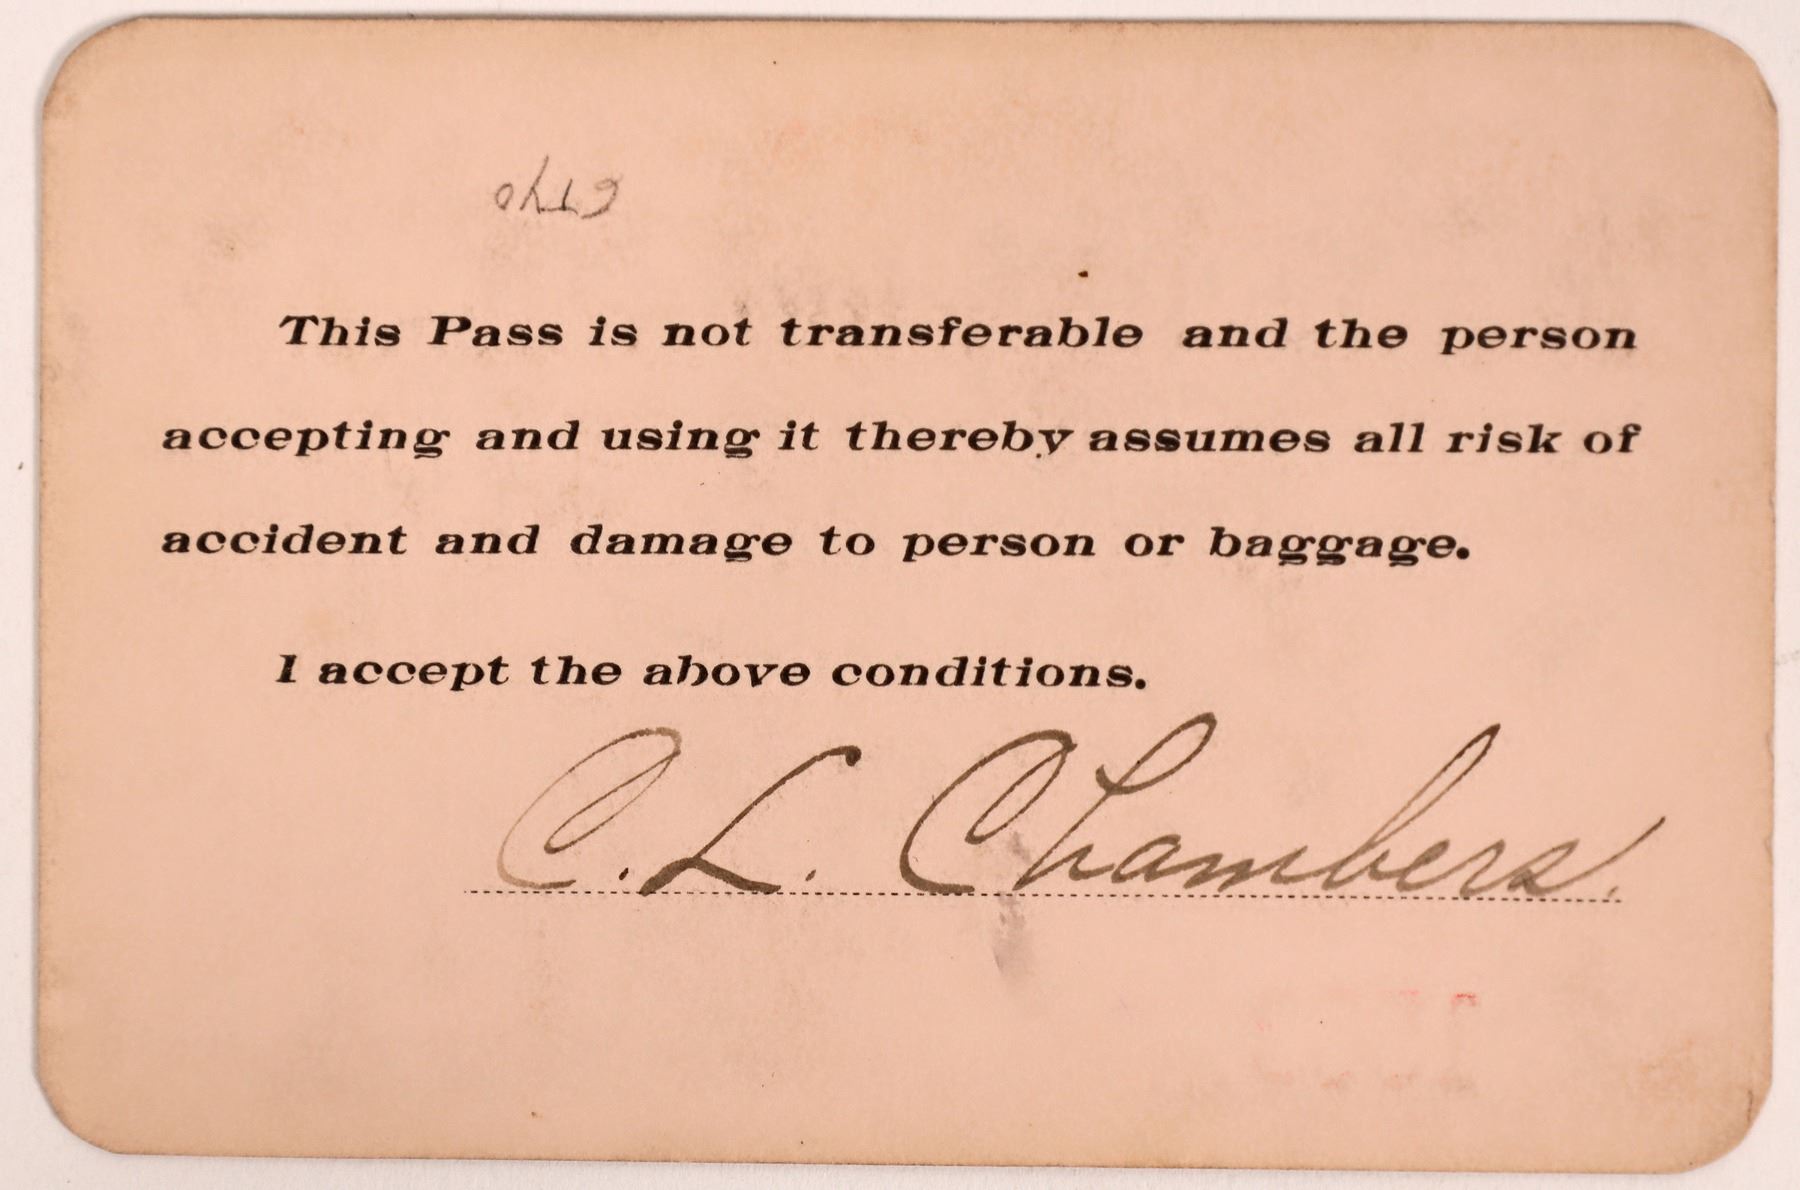 This Pass is not transferable and the person
accepting and using it thereby assumes all risk of
accident and damage to person or baggage.
I accept the above conditions.
C. L. Chambers.